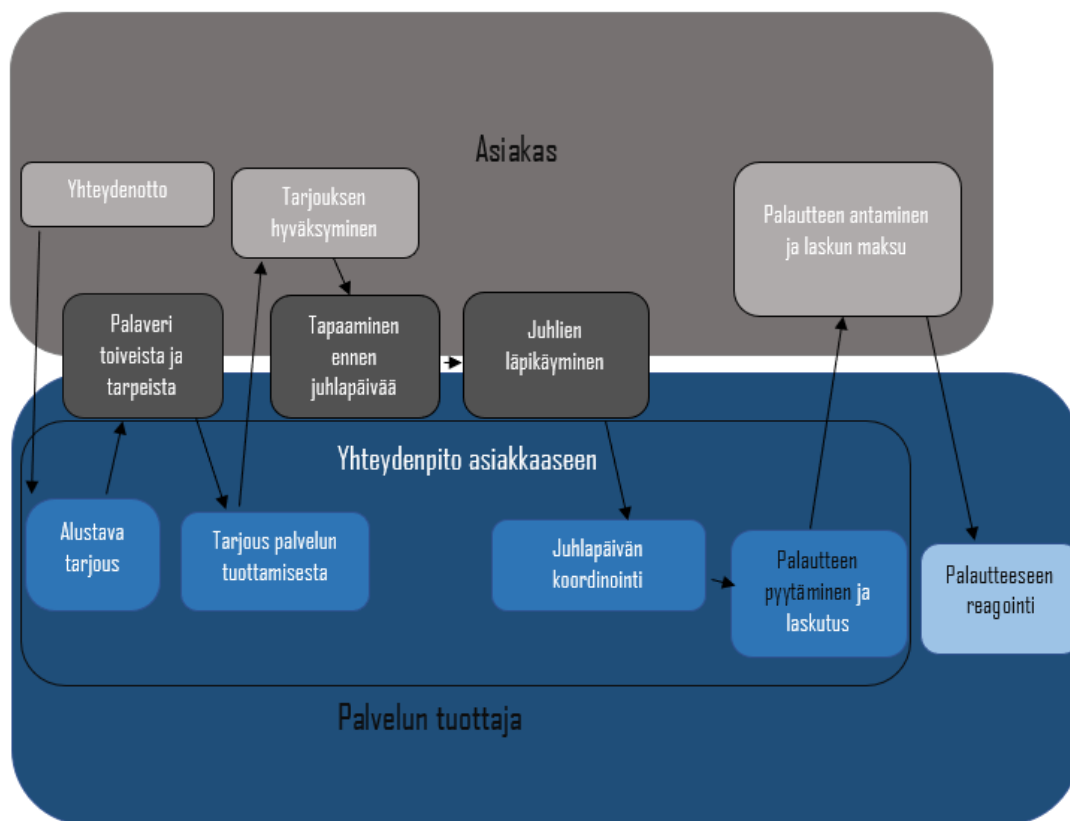 Asiakas
Yhteydenotto
Tarjouksen
hyväksyminen
Palautteen antaminen
ja laskun maksu
Palaveri
toiveista ja
tarpeista
Tapaaminen
ennen
juhlapäivää
Juhlien
läpikäyminen
Yhteydenpito asiakkaaseen
Alustava
tarjous
Tarjous palvelun
tuottamisesta
Juhlapäivän
koordinointi
Palautteen
pyytäminen ja
laskutus
Palautteeseen
reagointi
Palvelun tuottaja